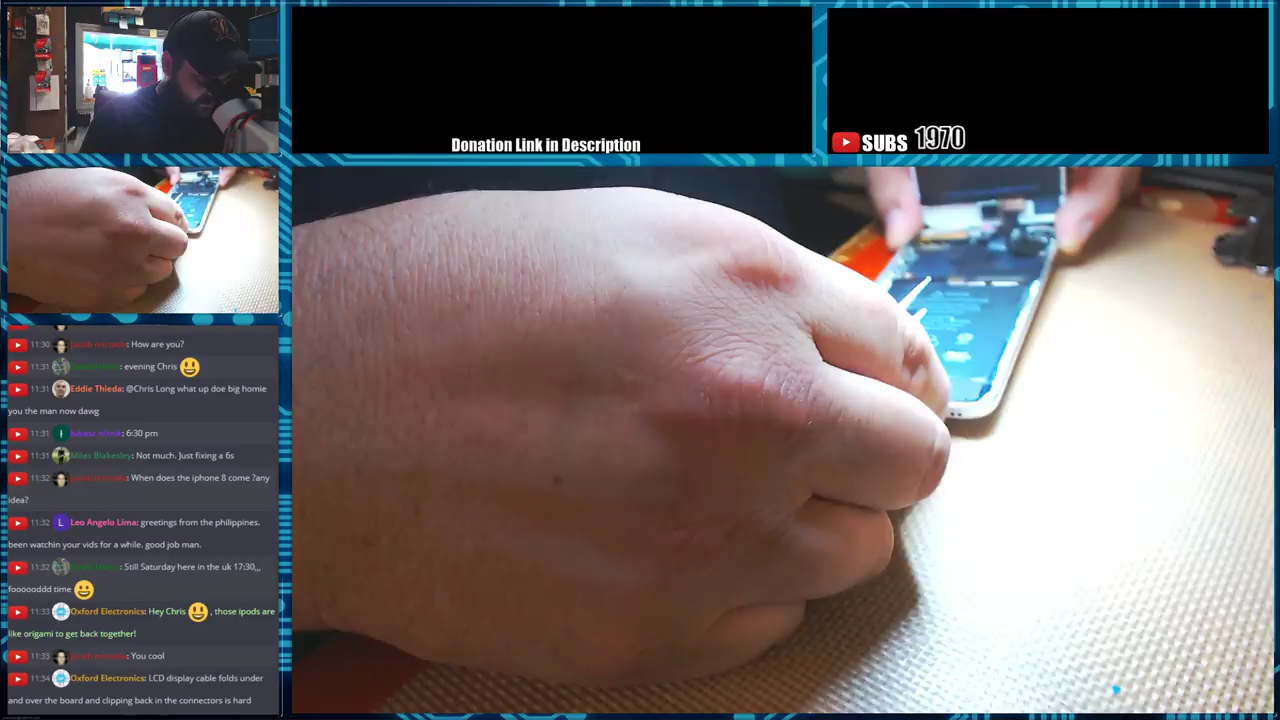 Donation Link in Description
SUBS 1970
11:30 How are you?
11:31 evening Chris
11:31 Eddie Thieda: @Chris Long what up doe big homie
you the man now dawg
11:31 6:30 pm
11:31 Miles Blakesley: Not much. Just fixing a 6s
11:32 When does the iphone 8 come ?any
idea?
11:32 L Leo Angelo Lima: greetings from the philippines.
been watchin your vids for a while. good job man.
11:32 : Still Saturday here in the uk 17:30,,,
foooooddd time
11:33 Oxford Electronics: Hey Chris , those ipods are
like origami to get back together!
11:33 You cool
11:34 Oxford Electronics: LCD display cable folds under
and over the board and clipping back in the connectors is hard